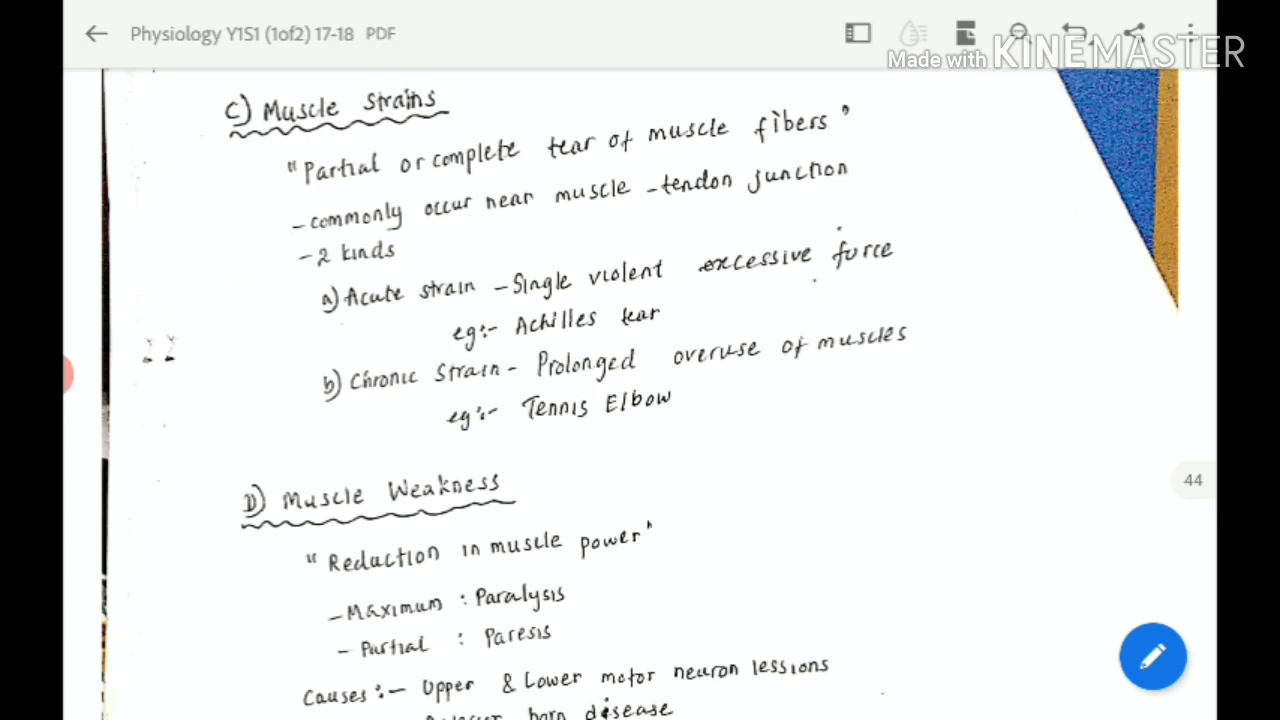 Physiology Y1S1 (1of2) 17-18 PDF
Made with KINEMASTER
C) Muscle Strains
"Partial or complete tear of muscle fibers"
- commonly occur near muscle - tendon junction
- 2 kinds
a) Acute strain - Single violent excessive force
eg:- Achilles tear
b) Chronic Strain - Prolonged overuse of muscles
eg:- Tennis Elbow
44
D) Muscle Weakness
"Reduction in muscle power"
- Maximum : Paralysis
- Partial : Paresis
Causes :- Upper & Lower motor neuron lessions
horn disease